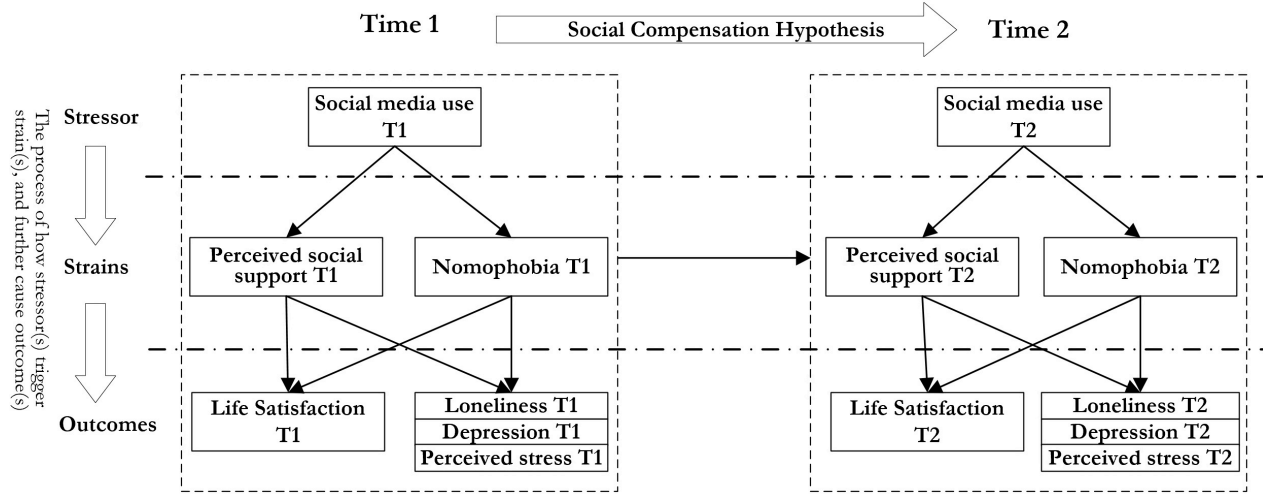 Time 1
Social Compensation Hypothesis
Time 2
The process of how stressor(s) trigger
strain(s), and further cause outcome(s)
Stressor
Strains
Outcomes
Social media use
T1
Perceived social
support T1
Nomophobia T1
Life Satisfaction
T1
Loneliness T1
Depression T1
Perceived stress T1
Social media use
T2
Perceived social
support T2
Nomophobia T2
Life Satisfaction
T2
Loneliness T2
Depression T2
Perceived stress T2